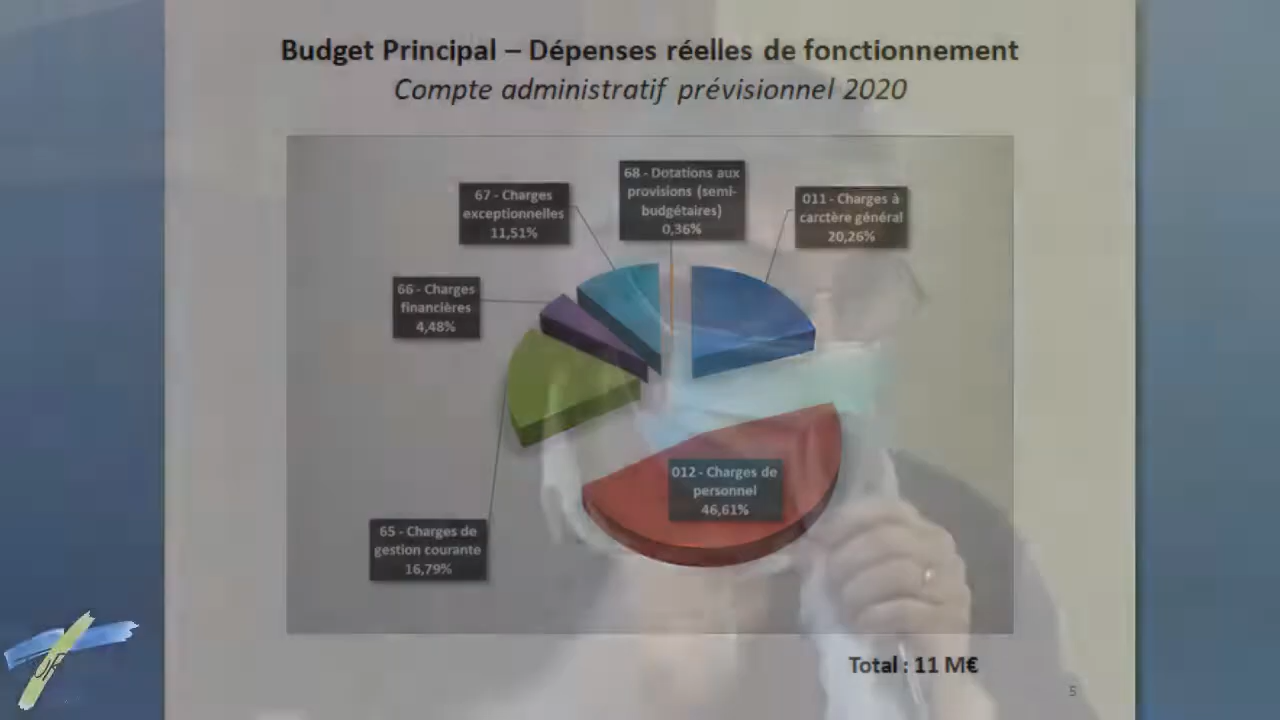 Budget Principal – Dépenses réelles de fonctionnement
Compte administratif prévisionnel 2020
68 - Dotations aux
provisions (semi-
budgétaires)
0,36%
67 - Charges
exceptionnelles
11,51%
011 - Charges à
carctère général
20,26%
66 - Charges
financières
4,48%
012 - Charges de
personnel
46,61%
65 - Charges de
gestion courante
16,79%
Total : 11 M€
5